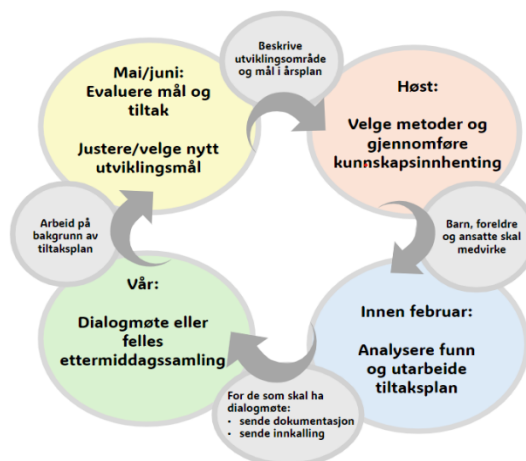 Mai/juni:
Evaluere mål og
tiltak
Justere/velge nytt
utviklingsmål
Beskrive
utviklingsområde
og mål i årsplan
Høst:
Velge metoder og
gjennomføre
kunnskapsinnhenting
Barn, foreldre
og ansatte skal
medvirke
Innen februar:
Analysere funn
og utarbeide
tiltaksplan
For de som skal ha
dialogmøte:
• sende dokumentasjon
• sende innkalling
Vår:
Dialogmøte eller
felles
ettermiddagssamling
Arbeid på
bakgrunn av
tiltaksplan